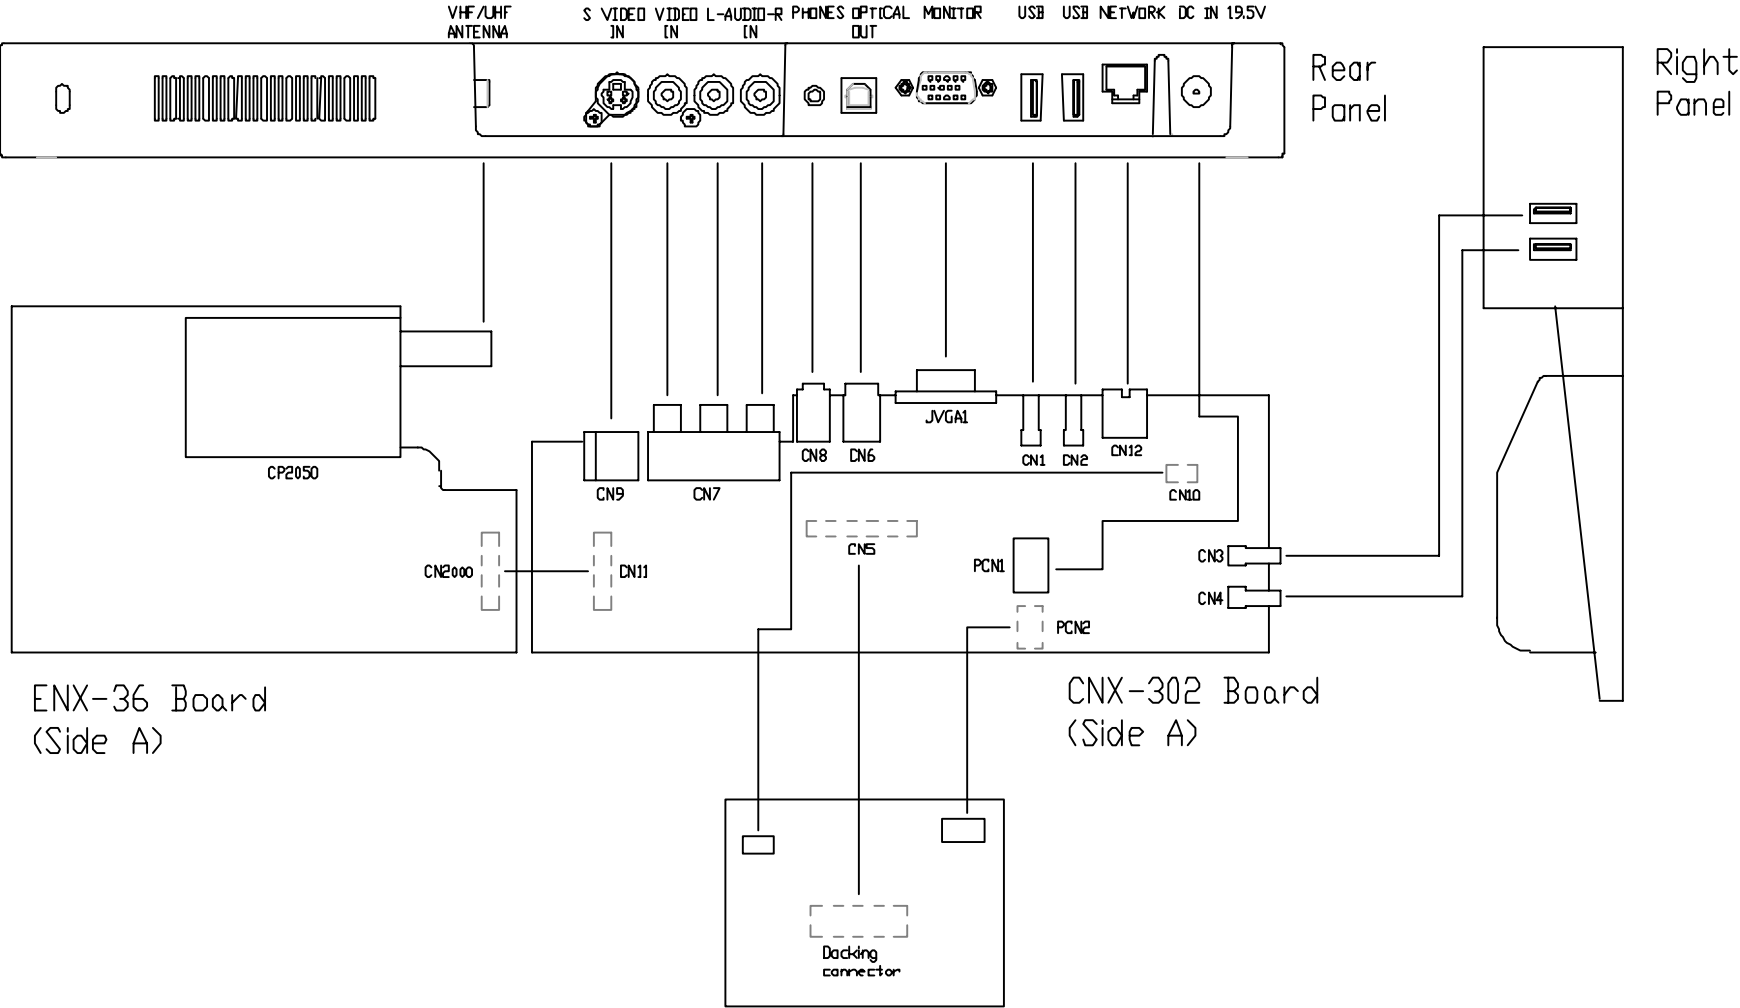 VHF/UHF
ANTENNA
S VIDEO
IN
VIDEO
IN
L-AUDIO-R
IN
PHONES
OPTICAL
OUT
MONITOR
USB
USB
NETWORK
DC IN 19.5V
Rear
Panel
Right
Panel
CP2050
CN9
CN7
CN8
CN6
JVGA1
CN1
CN2
CN12
CN10
CN5
CN2000
CN11
PCN1
PCN2
CN3
CN4
ENX-36 Board
(Side A)
CNX-302 Board
(Side A)
Docking
connector